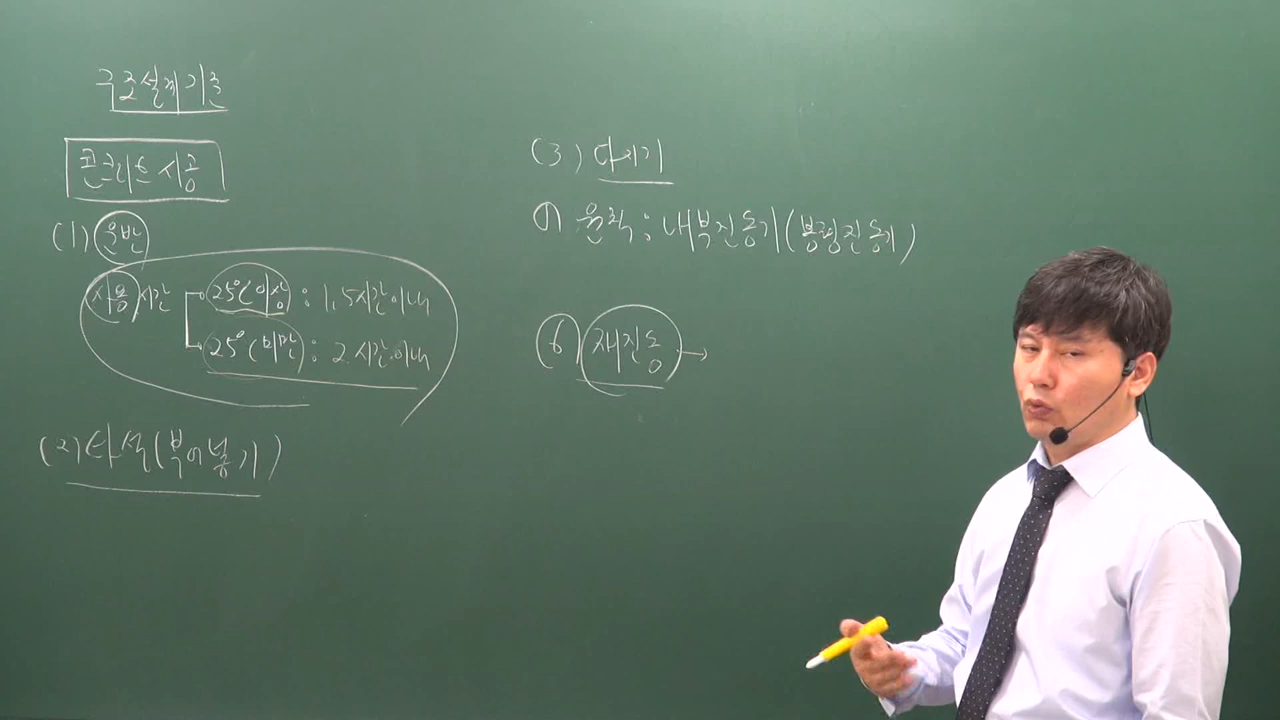 구조설계기준
콘크리트 시공
(1) 운반
허용시간 25°C 이상 : 1.5시간 이내
25°C 미만 : 2시간 이내
(2) 타설(부어넣기)
(3) 다지기
① 원칙 : 내부진동기(봉형진동기)
(6) 재진동 →